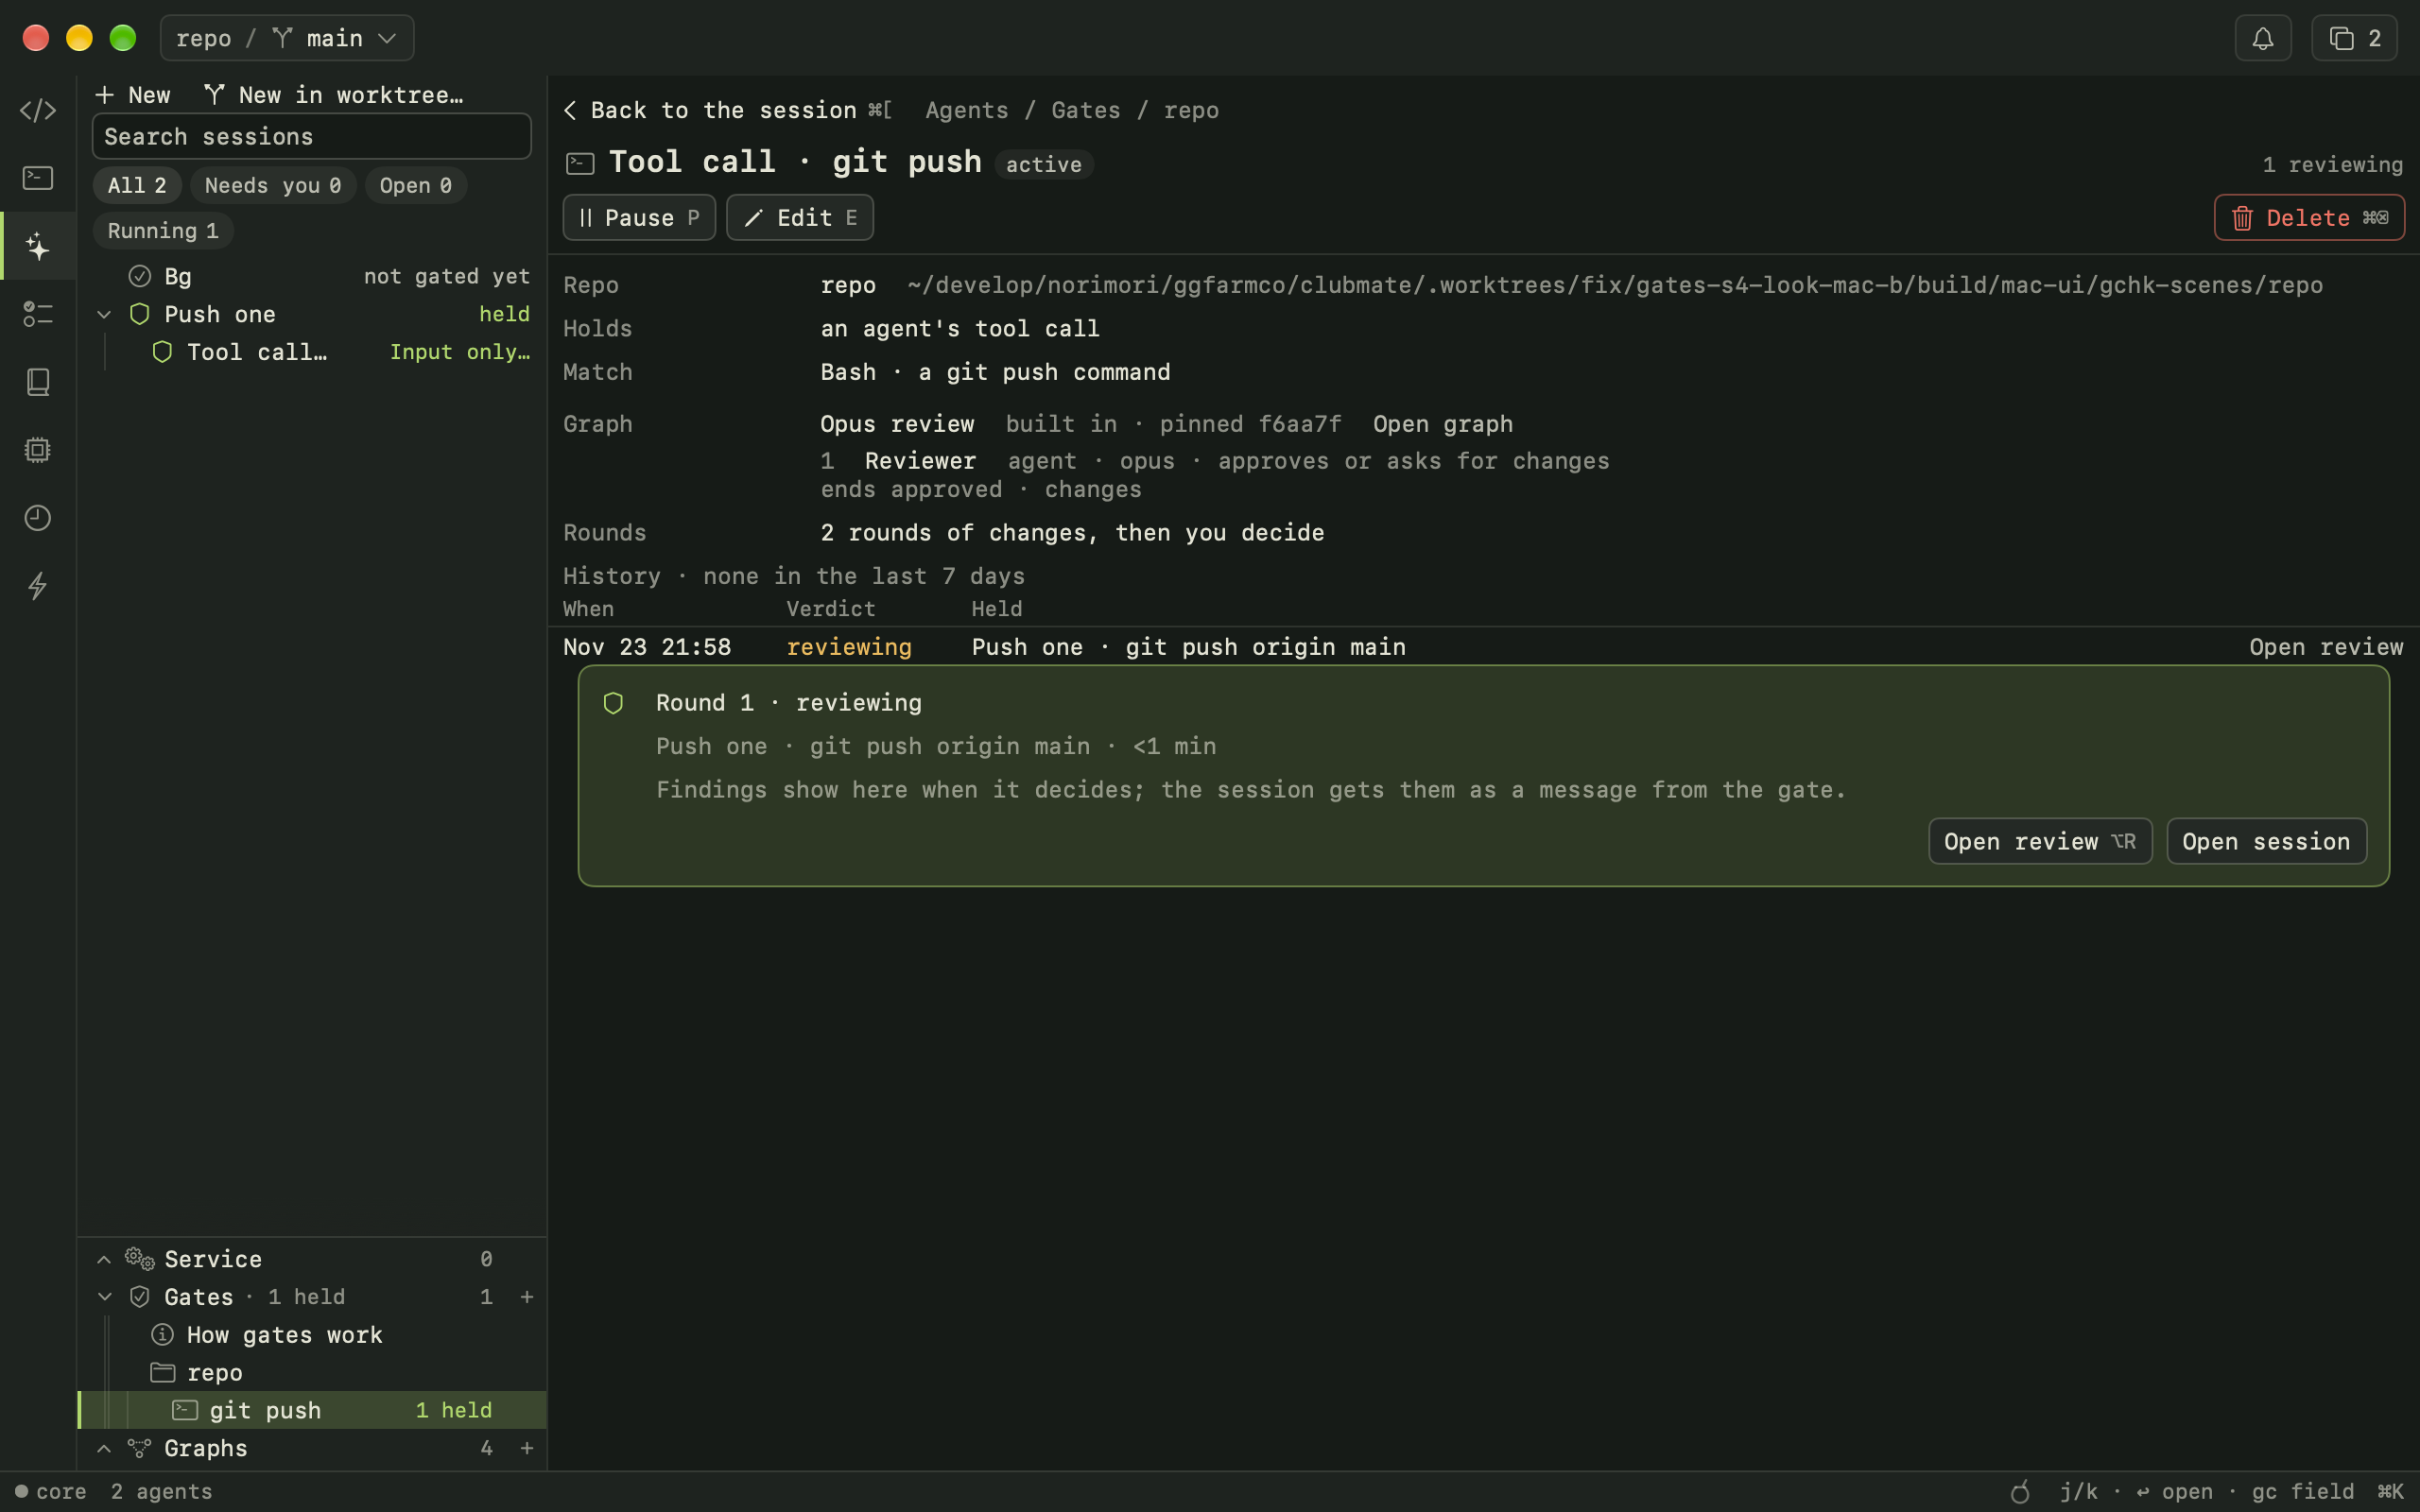 repo / main
2
+ New New in worktree…
Search sessions
All 2 Needs you 0 Open 0
Running 1
Bg not gated yet
Push one held
Tool call… Input only…
Service 0
Gates · 1 held 1 +
How gates work
repo
git push 1 held
Graphs 4 +
Back to the session ⌘[ Agents / Gates / repo
Tool call · git push active 1 reviewing
Pause P Edit E Delete ⌘⌫
Repo repo ~/develop/norimori/ggfarmco/clubmate/.worktrees/fix/gates-s4-look-mac-b/build/mac-ui/gchk-scenes/repo
Holds an agent's tool call
Match Bash · a git push command
Graph Opus review built in · pinned f6aa7f Open graph
1 Reviewer agent · opus · approves or asks for changes
ends approved · changes
Rounds 2 rounds of changes, then you decide
History · none in the last 7 days
When Verdict Held
Nov 23 21:58 reviewing Push one · git push origin main Open review
Round 1 · reviewing
Push one · git push origin main · <1 min
Findings show here when it decides; the session gets them as a message from the gate.
Open review ⌥R Open session
core 2 agents j/k · ↩ open · gc field ⌘K